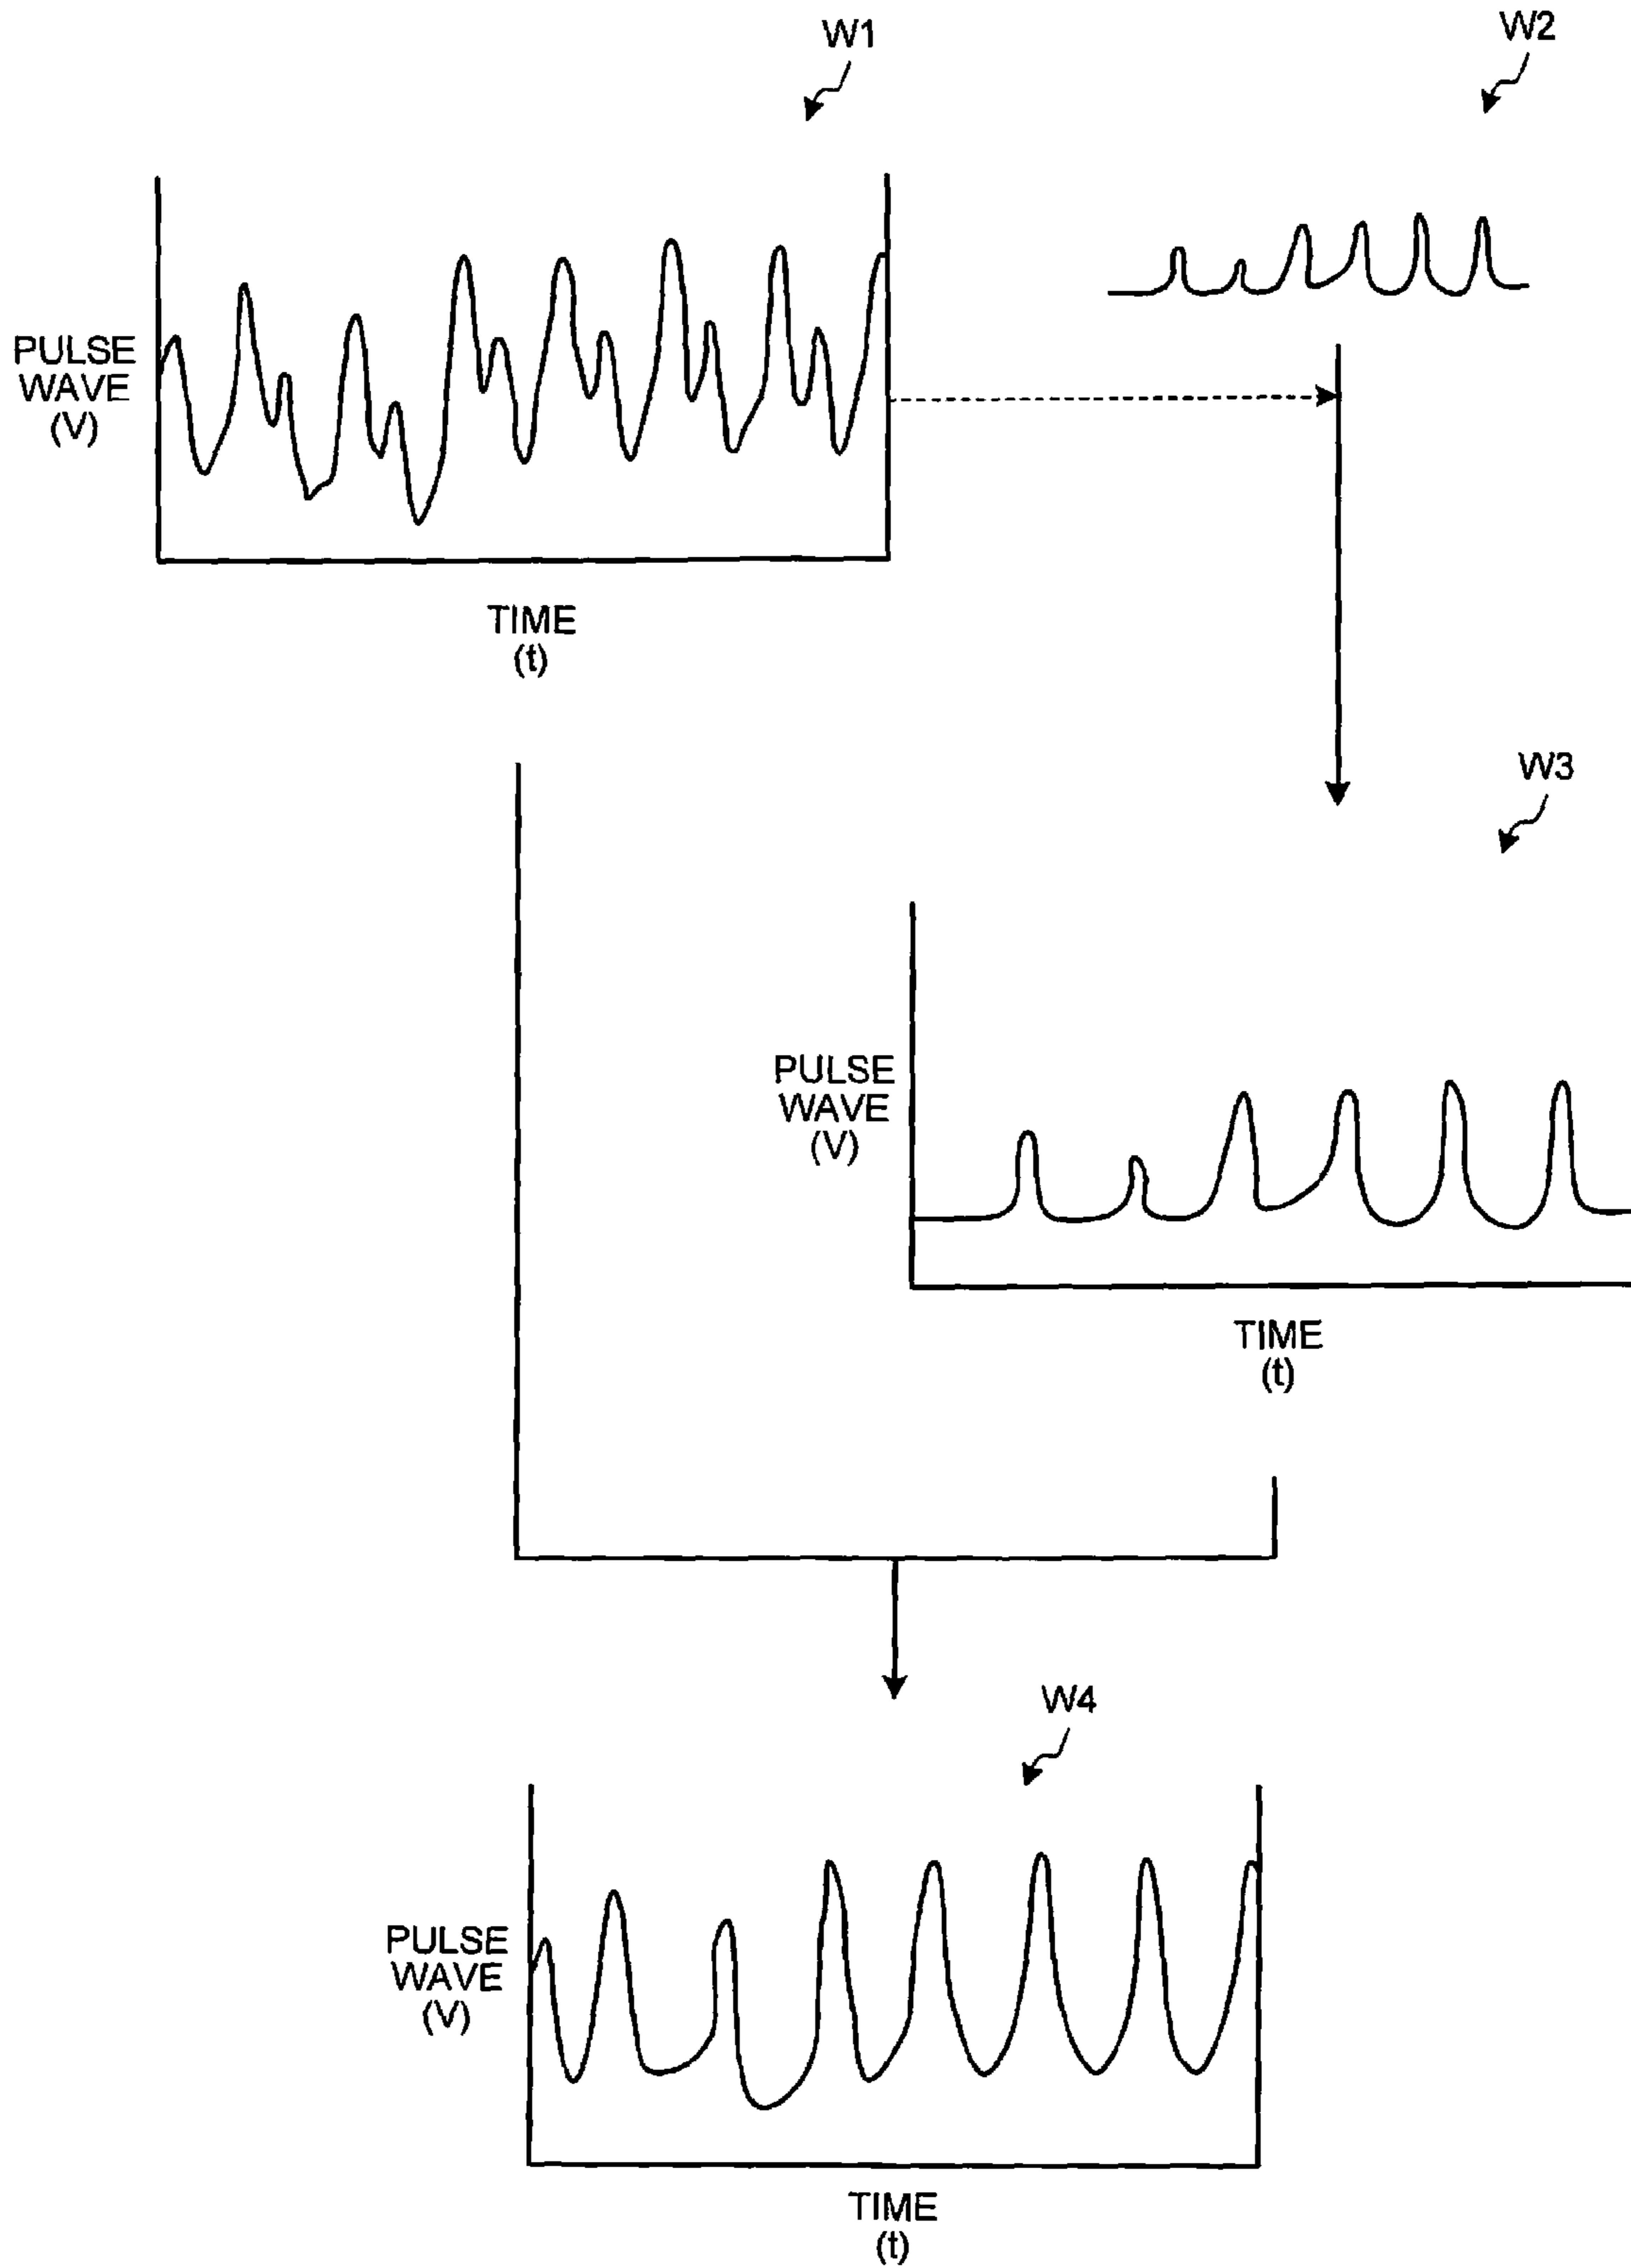 W1
W2
PULSE
WAVE
(V)
TIME
(t)
W3
PULSE
WAVE
(V)
TIME
(t)
W4
PULSE
WAVE
(V)
TIME
(t)